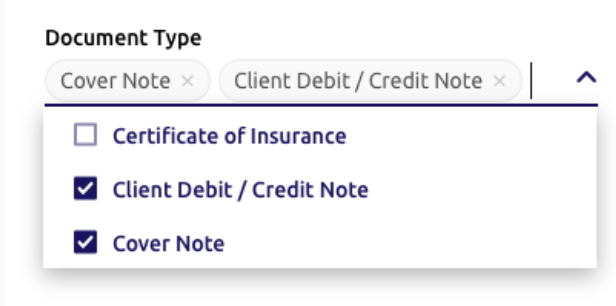 Document Type
Cover Note × Client Debit / Credit Note ×
Certificate of Insurance
Client Debit / Credit Note
Cover Note